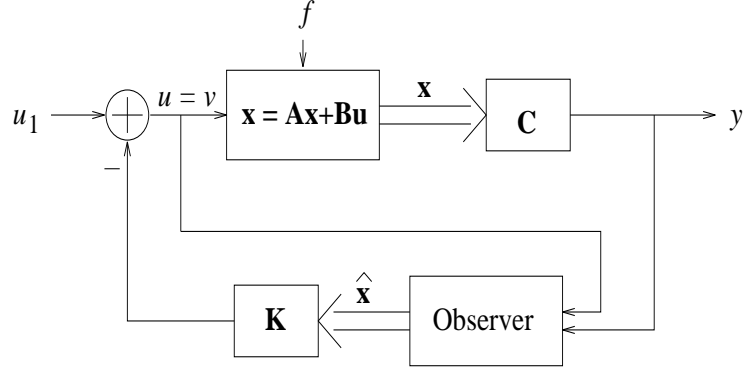 f
u₁
u = v
x = Ax+Bu
x
C
y
−
K
x̂
Observer